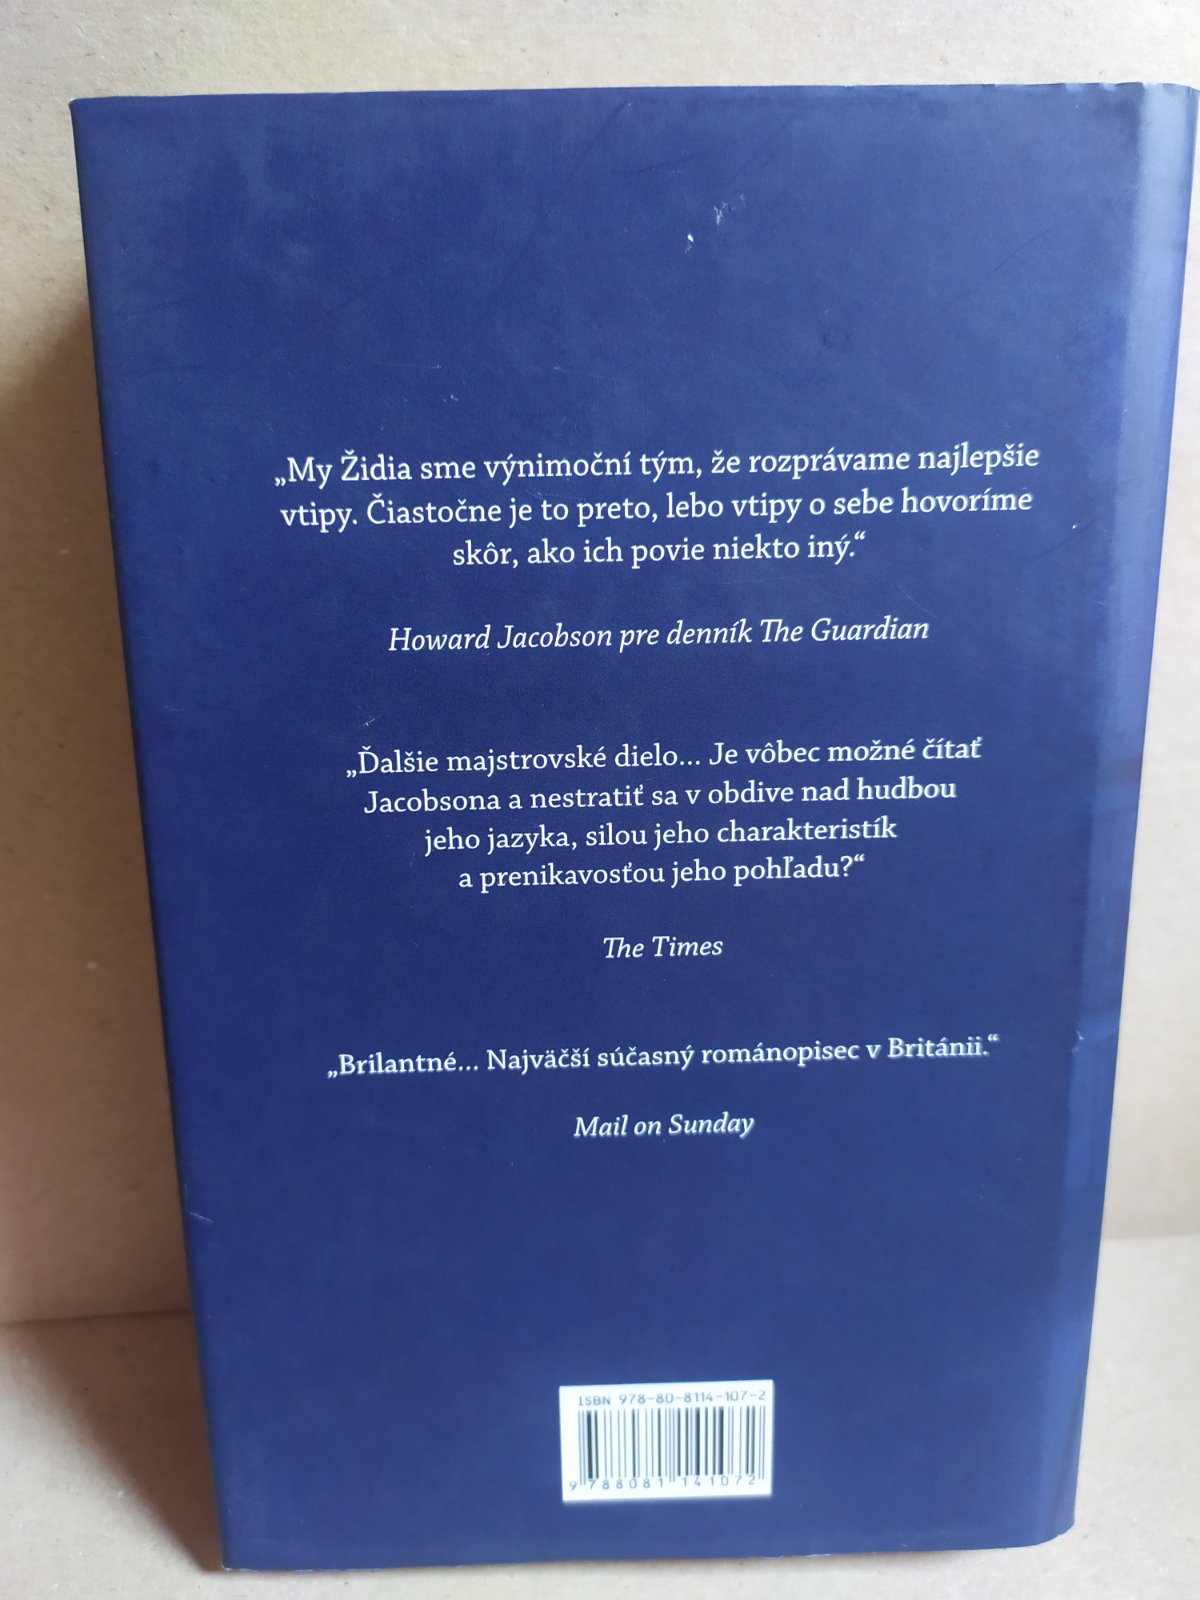 „My Židia sme výnimoční tým, že rozprávame najlepšie
vtipy. Čiastočne je to preto, lebo vtipy o sebe hovoríme
skôr, ako ich povie niekto iný.“
Howard Jacobson pre denník The Guardian
„Ďalšie majstrovské dielo... Je vôbec možné čítať
Jacobsona a nestratiť sa v obdive nad hudbou
jeho jazyka, silou jeho charakteristík
a prenikavosťou jeho pohľadu?“
The Times
„Brilantné... Najväčší súčasný románopisec v Británii.“
Mail on Sunday
ISBN 978-80-8114-107-2
9 788081 141072